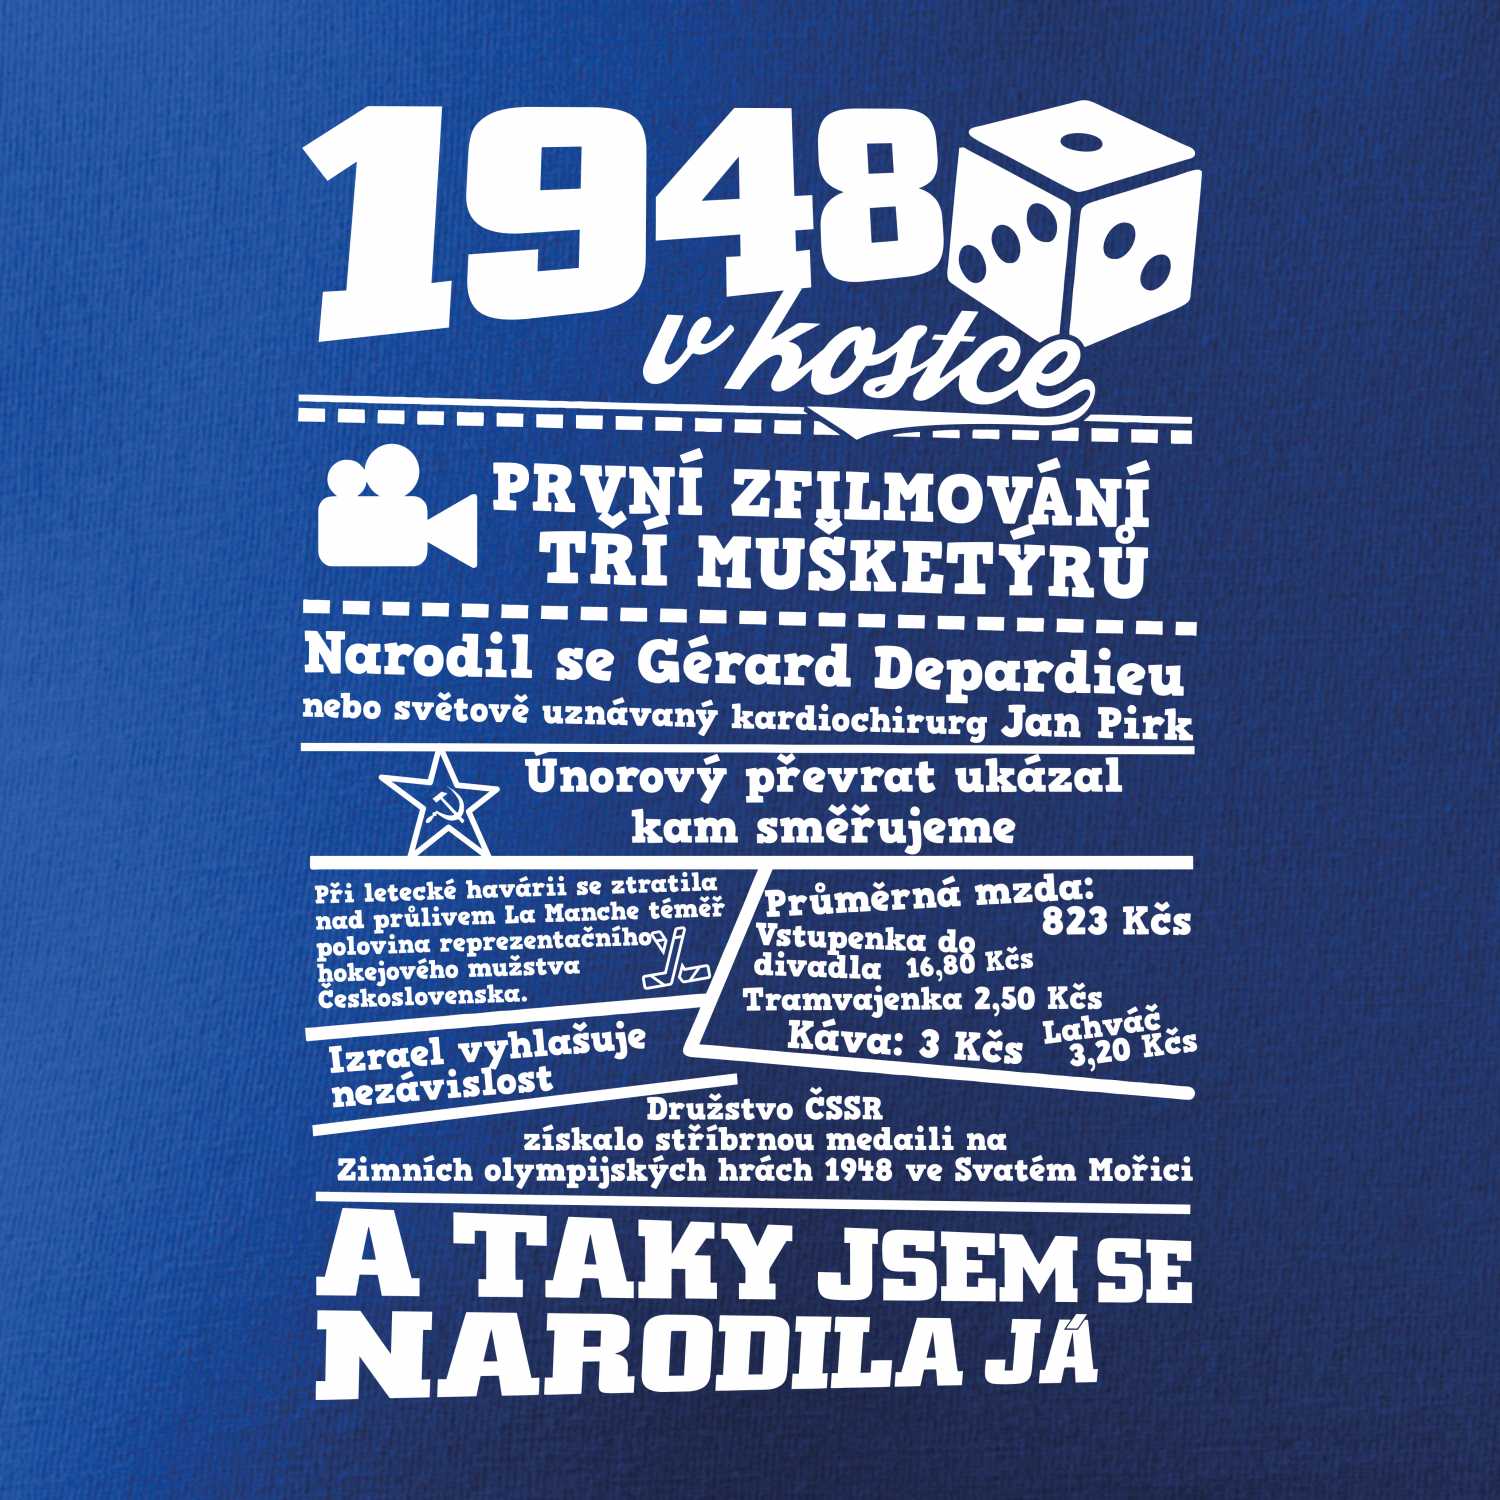 1948
v kostce
PRVNÍ ZFILMOVÁNÍ
TŘÍ MUŠKETÝRŮ
Narodil se Gérard Depardieu
nebo světově uznávaný kardiochirurg Jan Pirk
Únorový převrat ukázal
kam směřujeme
Při letecké havárii se ztratila
nad průlivem La Manche téměř
polovina reprezentačního
hokejového mužstva
Československa.
Průměrná mzda:
823 Kčs
Vstupenka do
divadla 16,80 Kčs
Tramvajenka 2,50 Kčs
Káva: 3 Kčs
Lahváč
3,20 Kčs
Izrael vyhlašuje
nezávislost
Družstvo ČSSR
získalo stříbrnou medaili na
Zimních olympijských hrách 1948 ve Svatém Mořici
A TAKY JSEM SE
NARODILA JÁ